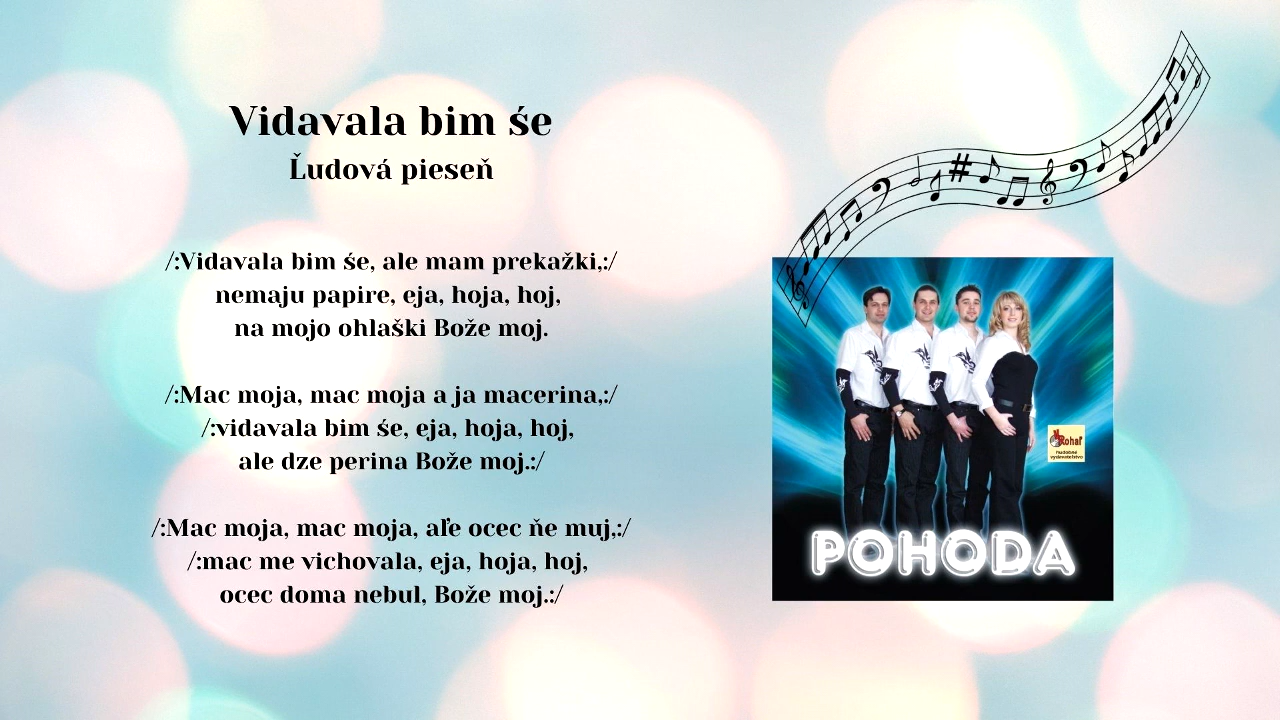 Vidavala bim śe
Ľudová pieseň
/:Vidavala bim śe, ale mam prekažki,:/
nemaju papire, eja, hoja, hoj,
na mojo ohlaški Bože moj.
/:Mac moja, mac moja a ja macerina,:/
/:vidavala bim śe, eja, hoja, hoj,
ale dze perina Bože moj.:/
/:Mac moja, mac moja, aľe ocec ňe muj,:/
/:mac me vichovala, eja, hoja, hoj,
ocec doma nebul, Bože moj.:/
Rohaľ
hudobné
vydavateľstvo
POHODA